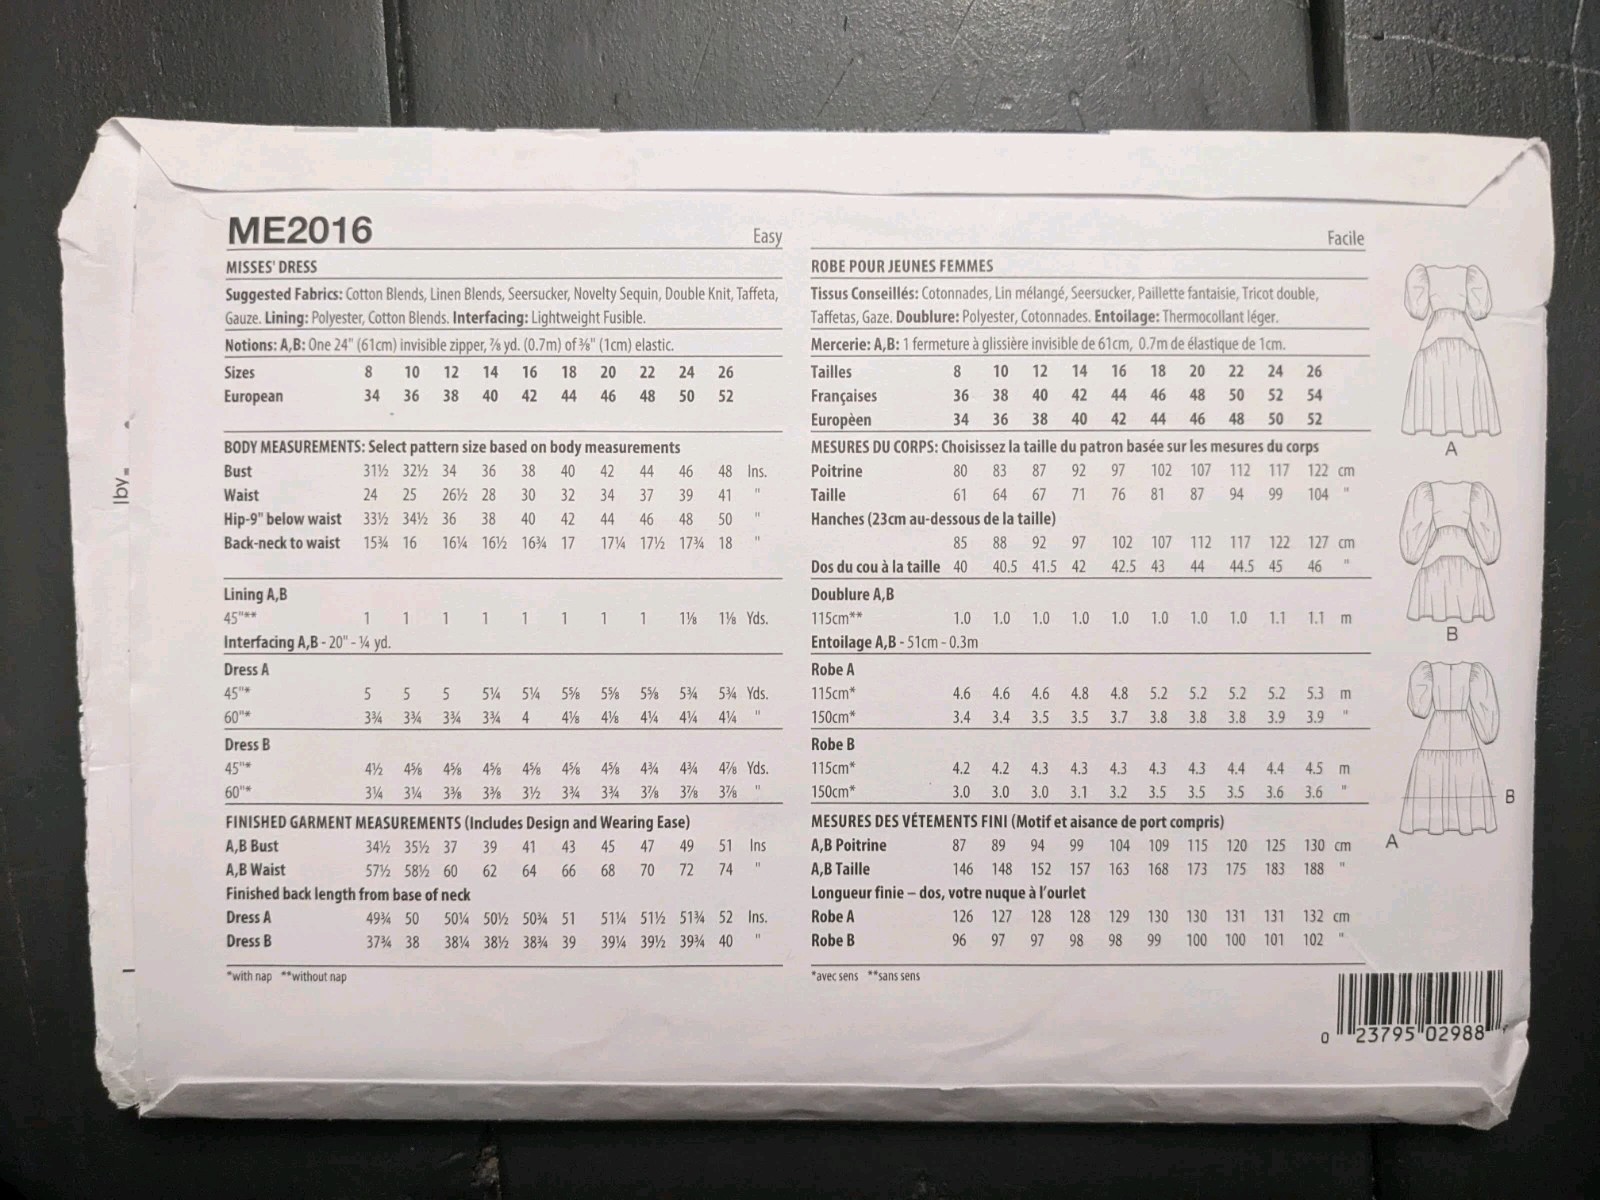 ME2016
Easy
MISSES' DRESS
Suggested Fabrics: Cotton Blends, Linen Blends, Seersucker, Novelty Sequin, Double Knit, Taffeta,
Gauze. Lining: Polyester, Cotton Blends. Interfacing: Lightweight Fusible.
Notions: A,B: One 24" (61cm) invisible zipper, ⅞ yd. (0.7m) of ⅜" (1cm) elastic.
Sizes 8 10 12 14 16 18 20 22 24 26
European 34 36 38 40 42 44 46 48 50 52
BODY MEASUREMENTS: Select pattern size based on body measurements
Bust 31½ 32½ 34 36 38 40 42 44 46 48 Ins.
Waist 24 25 26½ 28 30 32 34 37 39 41 "
Hip-9" below waist 33½ 34½ 36 38 40 42 44 46 48 50 "
Back-neck to waist 15¾ 16 16¼ 16½ 16¾ 17 17¼ 17½ 17¾ 18 "
Lining A,B
45"** 1 1 1 1 1 1 1 1 1⅛ 1⅛ Yds.
Interfacing A,B - 20" - ¼ yd.
Dress A
45"* 5 5 5 5¼ 5¼ 5⅝ 5⅝ 5⅝ 5¾ 5¾ Yds.
60"* 3¾ 3¾ 3¾ 3¾ 4 4⅛ 4⅛ 4¼ 4¼ 4¼ "
Dress B
45"* 4½ 4⅝ 4⅝ 4⅝ 4⅝ 4⅝ 4⅝ 4¾ 4¾ 4⅞ Yds.
60"* 3¼ 3¼ 3⅜ 3⅜ 3½ 3¾ 3¾ 3⅞ 3⅞ 3⅞ "
FINISHED GARMENT MEASUREMENTS (Includes Design and Wearing Ease)
A,B Bust 34½ 35½ 37 39 41 43 45 47 49 51 Ins
A,B Waist 57½ 58½ 60 62 64 66 68 70 72 74 "
Finished back length from base of neck
Dress A 49¾ 50 50¼ 50½ 50¾ 51 51¼ 51½ 51¾ 52 Ins.
Dress B 37¾ 38 38¼ 38½ 38¾ 39 39¼ 39½ 39¾ 40 "
*with nap **without nap
Facile
ROBE POUR JEUNES FEMMES
Tissus Conseillés: Cotonnades, Lin mélangé, Seersucker, Paillette fantaisie, Tricot double,
Taffetas, Gaze. Doublure: Polyester, Cotonnades. Entoilage: Thermocollant léger.
Mercerie: A,B: 1 fermeture à glissière invisible de 61cm, 0.7m de élastique de 1cm.
Tailles 8 10 12 14 16 18 20 22 24 26
Françaises 36 38 40 42 44 46 48 50 52 54
Europèen 34 36 38 40 42 44 46 48 50 52
MESURES DU CORPS: Choisissez la taille du patron basée sur les mesures du corps
Poitrine 80 83 87 92 97 102 107 112 117 122 cm
Taille 61 64 67 71 76 81 87 94 99 104 "
Hanches (23cm au-dessous de la taille)
85 88 92 97 102 107 112 117 122 127 cm
Dos du cou à la taille 40 40.5 41.5 42 42.5 43 44 44.5 45 46 "
Doublure A,B
115cm** 1.0 1.0 1.0 1.0 1.0 1.0 1.0 1.0 1.1 1.1 m
Entoilage A,B - 51cm - 0.3m
Robe A
115cm* 4.6 4.6 4.6 4.8 4.8 5.2 5.2 5.2 5.2 5.3 m
150cm* 3.4 3.4 3.5 3.5 3.7 3.8 3.8 3.8 3.9 3.9 "
Robe B
115cm* 4.2 4.2 4.3 4.3 4.3 4.3 4.3 4.4 4.4 4.5 m
150cm* 3.0 3.0 3.0 3.1 3.2 3.5 3.5 3.5 3.6 3.6 "
MESURES DES VÉTEMENTS FINI (Motif et aisance de port compris)
A,B Poitrine 87 89 94 99 104 109 115 120 125 130 cm
A,B Taille 146 148 152 157 163 168 173 175 183 188 "
Longueur finie – dos, votre nuque à l'ourlet
Robe A 126 127 128 128 129 130 130 131 131 132 cm
Robe B 96 97 97 98 98 99 100 100 101 102 "
*avec sens **sans sens
A
B
B
A
0 23795 02988